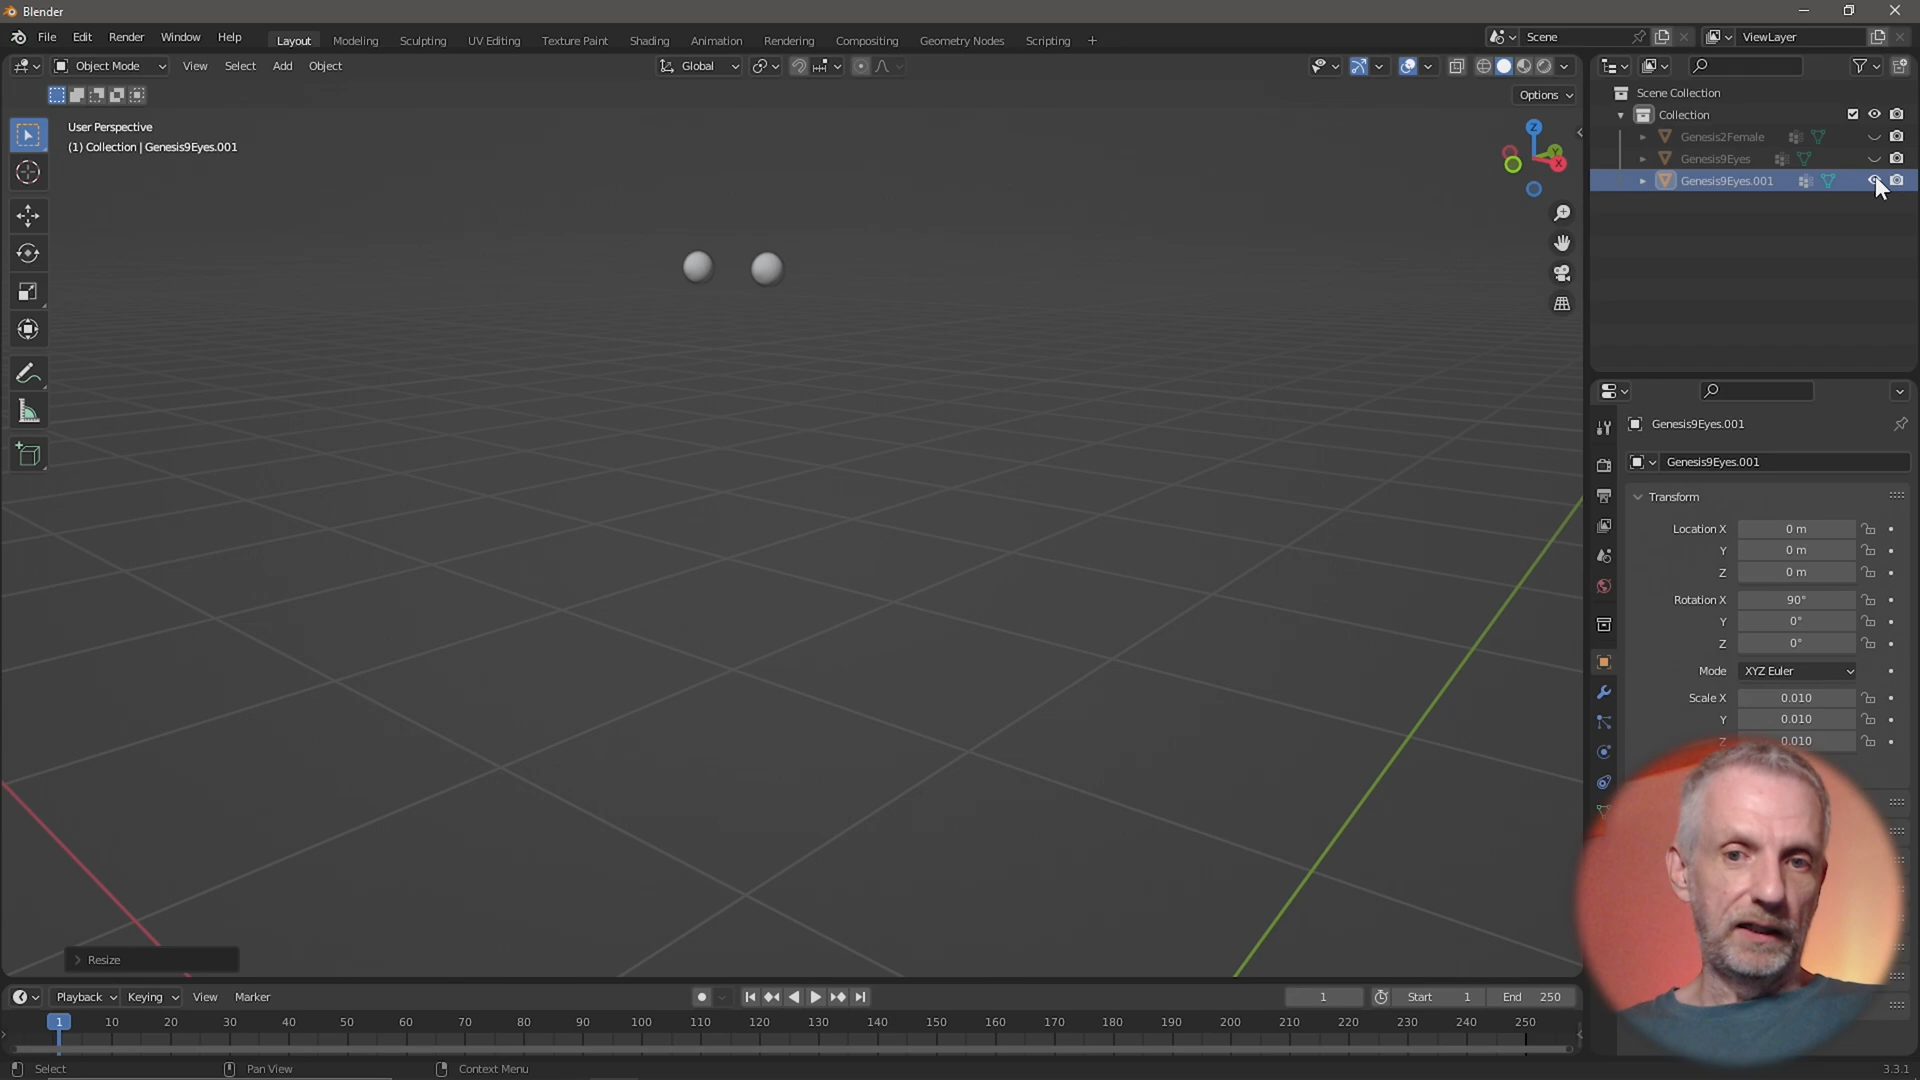 Blender
File Edit Render Window Help
Layout Modeling Sculpting UV Editing Texture Paint Shading Animation Rendering Compositing Geometry Nodes Scripting +
Scene
ViewLayer
Object Mode View Select Add Object
Global
Options
User Perspective
(1) Collection | Genesis9Eyes.001
Z
Y
X
Scene Collection
Collection
Genesis2Female
Genesis9Eyes
Genesis9Eyes.001
Genesis9Eyes.001
Genesis9Eyes.001
Transform
Location X 0 m
Y 0 m
Z 0 m
Rotation X 90°
Y 0°
Z 0°
Mode XYZ Euler
Scale X 0.010
Y 0.010
Z 0.010
Resize
Playback Keying View Marker
1 Start 1 End 250
1 10 20 30 40 50 60 70 80 90 100 110 120 130 140 150 160 170 180 190 200 210 220 230 240 250
Select Pan View Context Menu
3.3.1